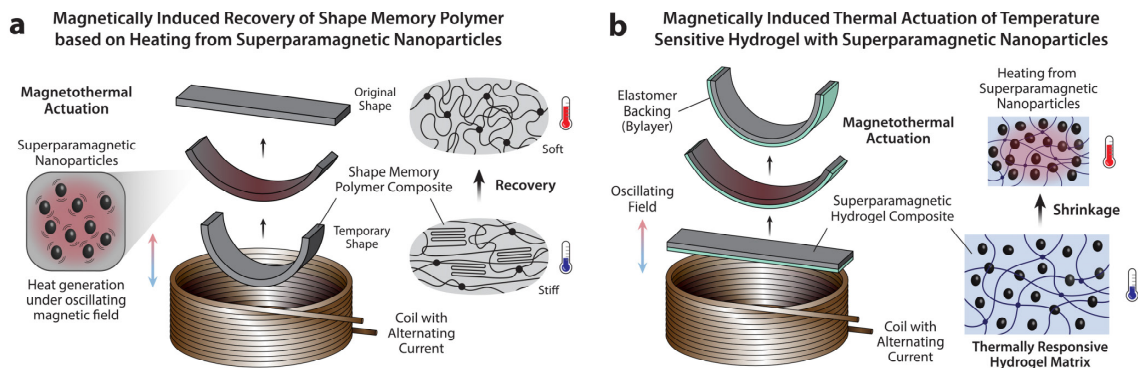 a
Magnetically Induced Recovery of Shape Memory Polymer
based on Heating from Superparamagnetic Nanoparticles
Magnetothermal
Actuation
Original
Shape
Superparamagnetic
Nanoparticles
Soft
Shape Memory
Polymer Composite
Recovery
Temporary
Shape
Heat generation
under oscillating
magnetic field
Stiff
Coil with
Alternating
Current
b
Magnetically Induced Thermal Actuation of Temperature
Sensitive Hydrogel with Superparamagnetic Nanoparticles
Elastomer
Backing
(Bylayer)
Magnetothermal
Actuation
Heating from
Superparamagnetic
Nanoparticles
Oscillating
Field
Superparamagnetic
Hydrogel Composite
Shrinkage
Coil with
Alternating
Current
Thermally Responsive
Hydrogel Matrix